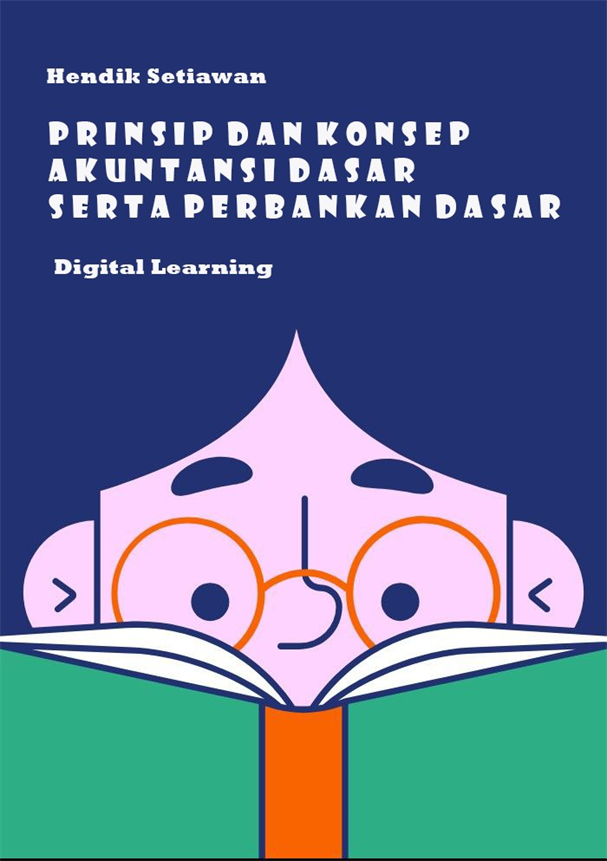 Hendik Setiawan
PRINSIP DAN KONSEP
AKUNTANSI DASAR
SERTA PERBANKAN DASAR
Digital Learning